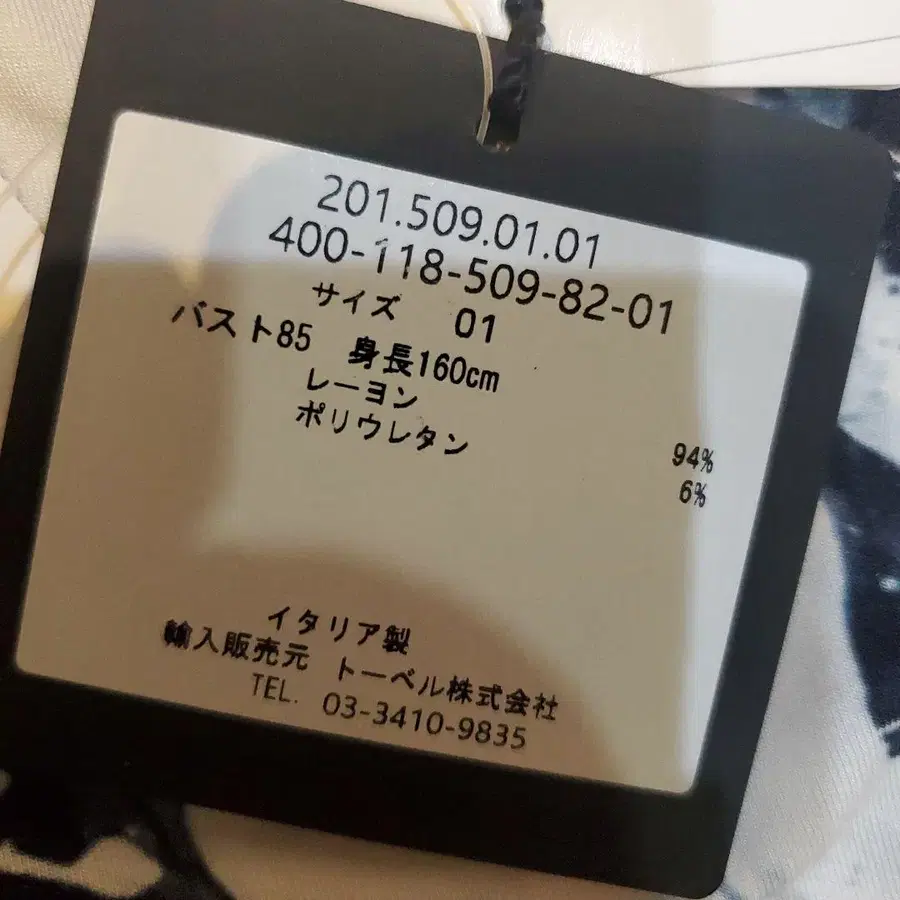 201.509.01.01
400-118-509-82-01
サイズ 01
バスト85 身長160cm
レーヨン 94%
ポリウレタン 6%
イタリア製
輸入販売元 トーベル株式会社
TEL. 03-3410-9835